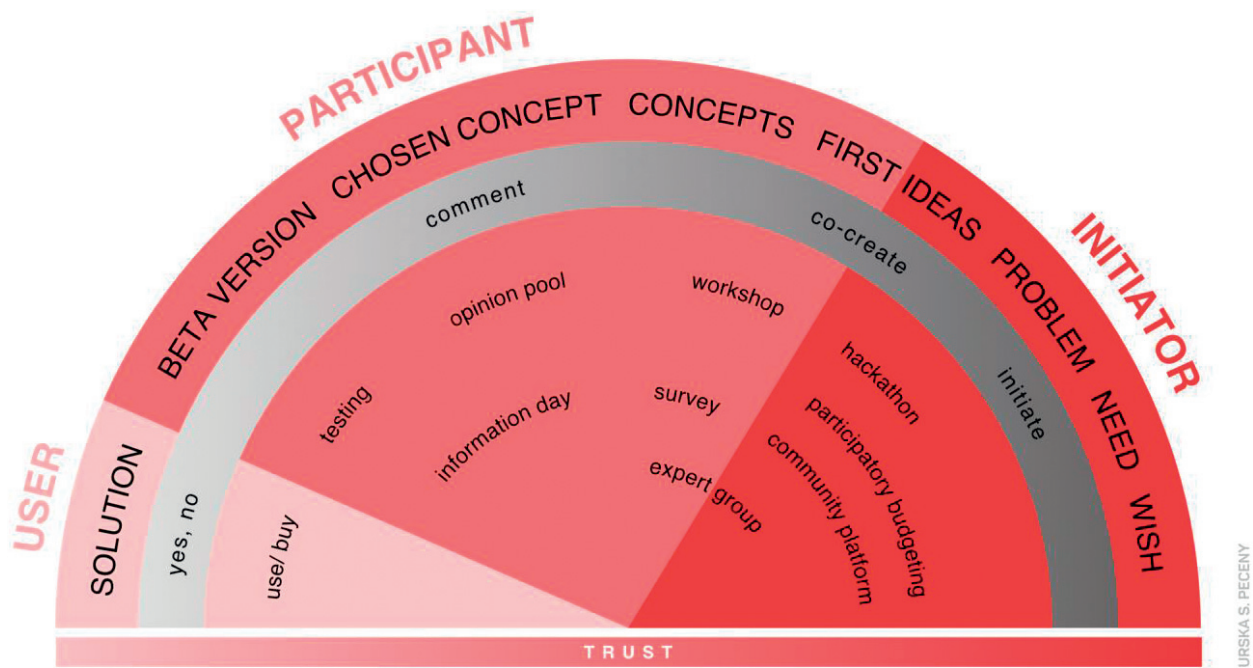 PARTICIPANT
INITIATOR
USER
SOLUTION
BETA VERSION
CHOSEN CONCEPT
CONCEPTS
FIRST IDEAS
PROBLEM
NEED
WISH
yes, no
comment
co-create
initiate
use/ buy
testing
opinion pool
information day
workshop
survey
expert group
hackathon
participatory budgeting
community platform
TRUST
URSKA S. PECENY